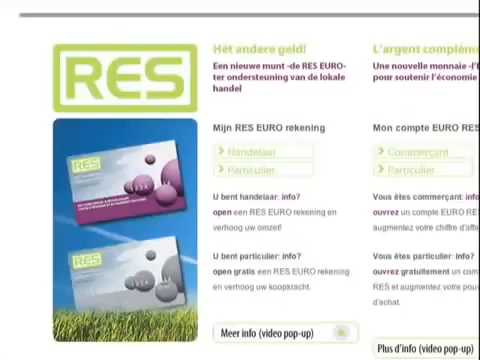 RES
Hét andere geld!
Een nieuwe munt -de RES EURO-
ter ondersteuning van de lokale
handel
Mijn RES EURO rekening
Handelaar
Particulier
U bent handelaar: info?
open een RES EURO rekening en
verhoog uw omzet!
U bent particulier: info?
open gratis een RES EURO rekening
en verhoog uw koopkracht.
Meer info (video pop-up)
L'argent compléme
Une nouvelle monnaie -l'E
pour soutenir l'économie
Mon compte EURO RES
Commerçant
Particulier
Vous êtes commerçant: info
ouvrez un compte EURO RES
augmentez votre chiffre d'affa
Vous êtes particulier: info?
ouvrez gratuitement un com
RES et augmentez votre pou
d'achat.
Plus d'info (video pop-up)
RES
RES